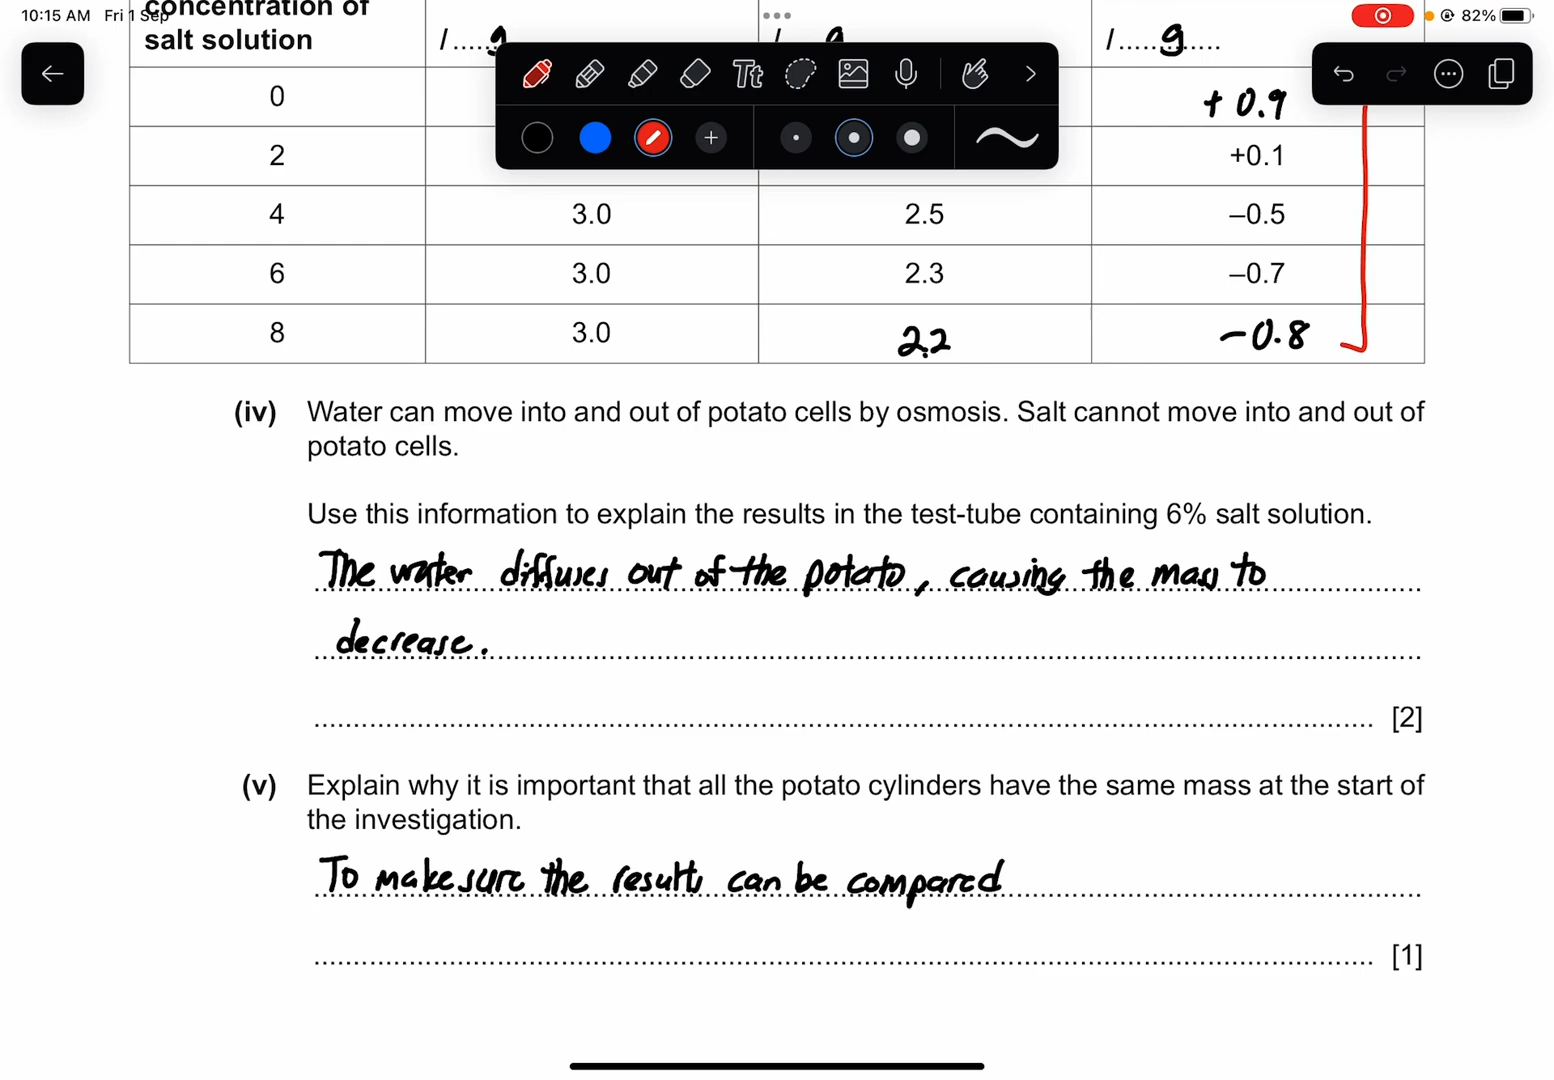 10:15 AM Fri 1 Sep
82%
concentration of
salt solution
/......g
/ g
/......g......
0
+ 0.9
2
+0.1
4 3.0 2.5 –0.5
6 3.0 2.3 –0.7
8 3.0 2.2 -0.8
Tt
(iv) Water can move into and out of potato cells by osmosis. Salt cannot move into and out of
potato cells.
Use this information to explain the results in the test-tube containing 6% salt solution.
The water diffuses out of the potato, causing the mass to
decrease.
[2]
(v) Explain why it is important that all the potato cylinders have the same mass at the start of
the investigation.
To make sure the results can be compared
[1]